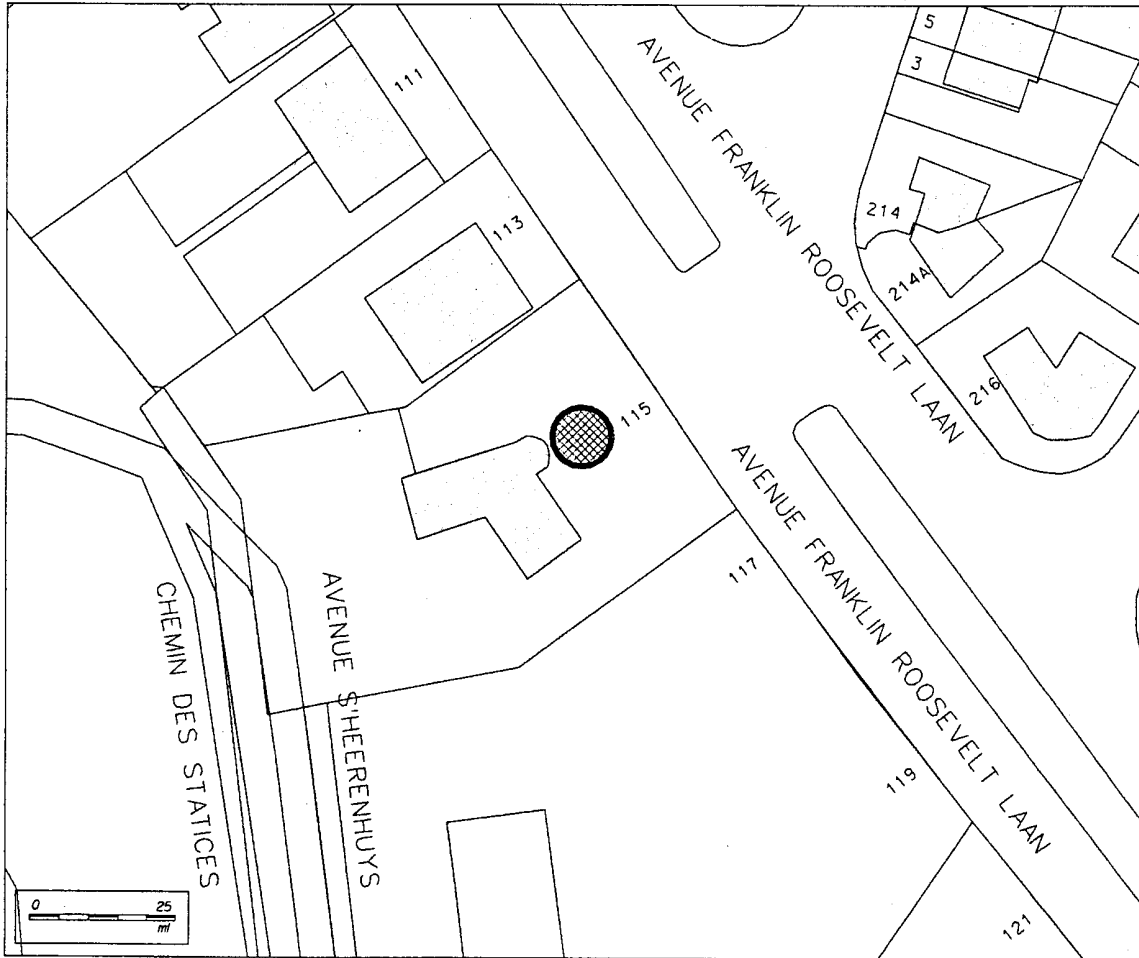 5
3
111
AVENUE FRANKLIN ROOSEVELT LAAN
214
113
214A
216
115
AVENUE FRANKLIN ROOSEVELT LAAN
117
CHEMIN DES STATICES
AVENUE S'HEERENHUYS
119
0 25
ml
121